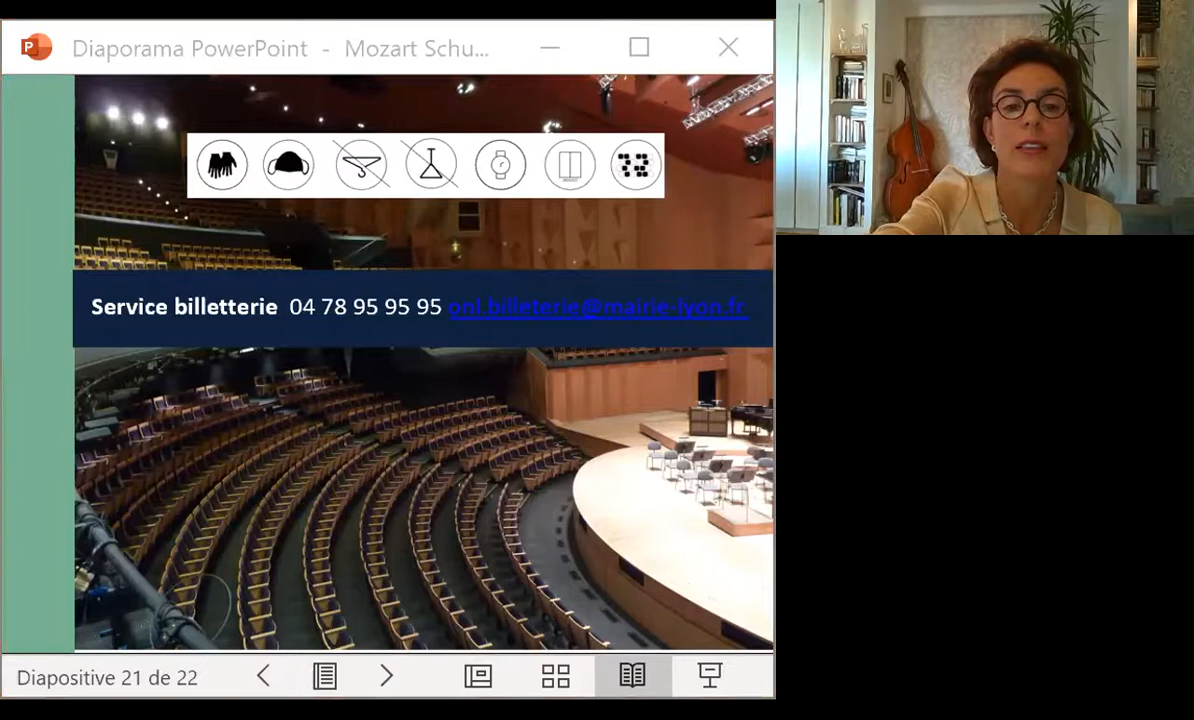 Diaporama PowerPoint - Mozart Schu...
Service billetterie 04 78 95 95 95 onl.billeterie@mairie-lyon.fr
Diapositive 21 de 22